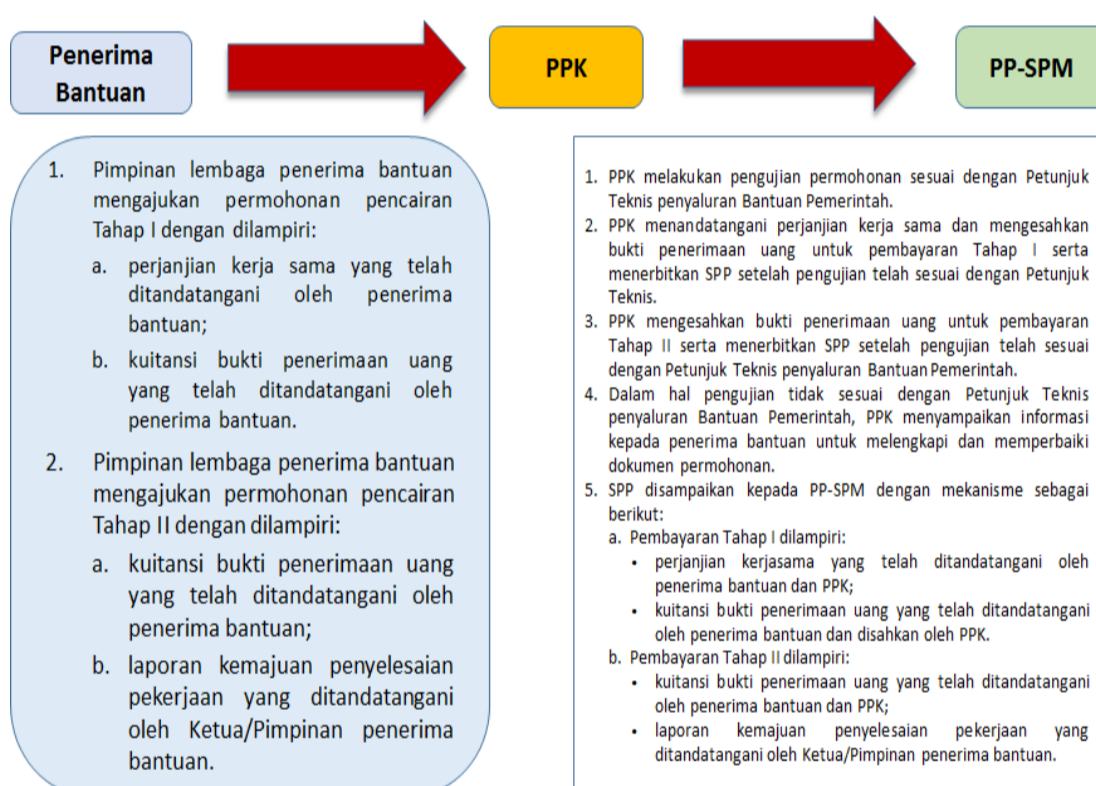 Penerima
Bantuan
PPK
PP-SPM
1. Pimpinan lembaga penerima bantuan
mengajukan permohonan pencairan
Tahap I dengan dilampiri:
a. perjanjian kerja sama yang telah
ditandatangani oleh penerima
bantuan;
b. kuitansi bukti penerimaan uang
yang telah ditandatangani oleh
penerima bantuan.
2. Pimpinan lembaga penerima bantuan
mengajukan permohonan pencairan
Tahap II dengan dilampiri:
a. kuitansi bukti penerimaan uang
yang telah ditandatangani oleh
penerima bantuan;
b. laporan kemajuan penyelesaian
pekerjaan yang ditandatangani
oleh Ketua/Pimpinan penerima
bantuan.
1. PPK melakukan pengujian permohonan sesuai dengan Petunjuk
Teknis penyaluran Bantuan Pemerintah.
2. PPK menandatangani perjanjian kerja sama dan mengesahkan
bukti penerimaan uang untuk pembayaran Tahap I serta
menerbitkan SPP setelah pengujian telah sesuai dengan Petunjuk
Teknis.
3. PPK mengesahkan bukti penerimaan uang untuk pembayaran
Tahap II serta menerbitkan SPP setelah pengujian telah sesuai
dengan Petunjuk Teknis penyaluran Bantuan Pemerintah.
4. Dalam hal pengujian tidak sesuai dengan Petunjuk Teknis
penyaluran Bantuan Pemerintah, PPK menyampaikan informasi
kepada penerima bantuan untuk melengkapi dan memperbaiki
dokumen permohonan.
5. SPP disampaikan kepada PP-SPM dengan mekanisme sebagai
berikut:
a. Pembayaran Tahap I dilampiri:
• perjanjian kerjasama yang telah ditandatangani oleh
penerima bantuan dan PPK;
• kuitansi bukti penerimaan uang yang telah ditandatangani
oleh penerima bantuan dan disahkan oleh PPK.
b. Pembayaran Tahap II dilampiri:
• kuitansi bukti penerimaan uang yang telah ditandatangani
oleh penerima bantuan dan PPK;
• laporan kemajuan penyelesaian pekerjaan yang
ditandatangani oleh Ketua/Pimpinan penerima bantuan.